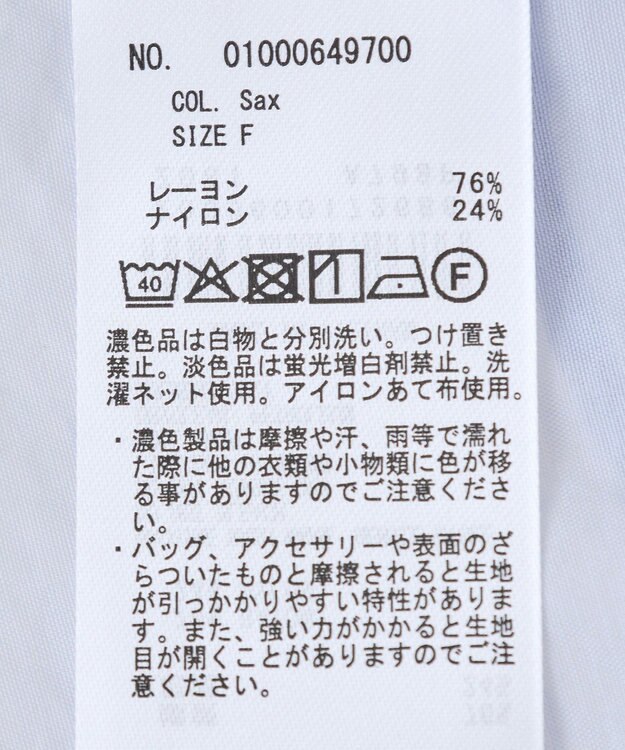 NO. 01000649700
COL. Sax
SIZE F
レーヨン 76%
ナイロン 24%
40 F
濃色品は白物と分別洗い。つけ置き
禁止。淡色品は蛍光増白剤禁止。洗
濯ネット使用。アイロンあて布使用。
・濃色製品は摩擦や汗、雨等で濡れ
た際に他の衣類や小物類に色が移
る事がありますのでご注意くださ
い。
・バッグ、アクセサリーや表面のざ
らついたものと摩擦されると生地
が引っかかりやすい特性がありま
す。また、強い力がかかると生地
目が開くことがありますのでご注
意ください。